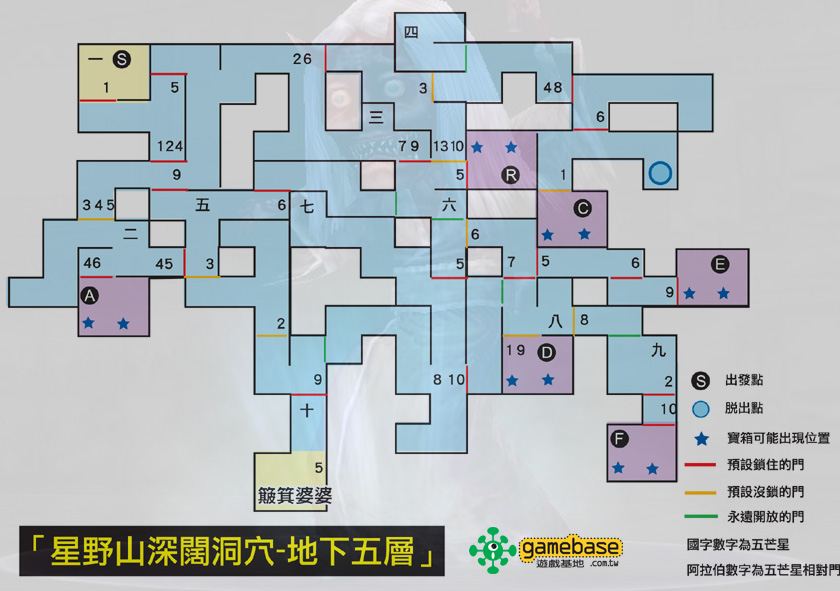 四
一 S
26
1
5
3
48
6
三
124
79
1310
R
9
5
1
345
五
6
七
六
C
二
6
46
45
3
5
7
5
6
E
A
9
2
八
8
19
D
九
9
8 10
2
S 出發點
十
10
脫出點
F
寶箱可能出現位置
5
預設鎖住的門
簸箕婆婆
預設沒鎖的門
永遠開放的門
「星野山深闊洞穴-地下五層」
gamebase
遊戲基地 .com.tw
國字數字為五芒星
阿拉伯數字為五芒星相對門